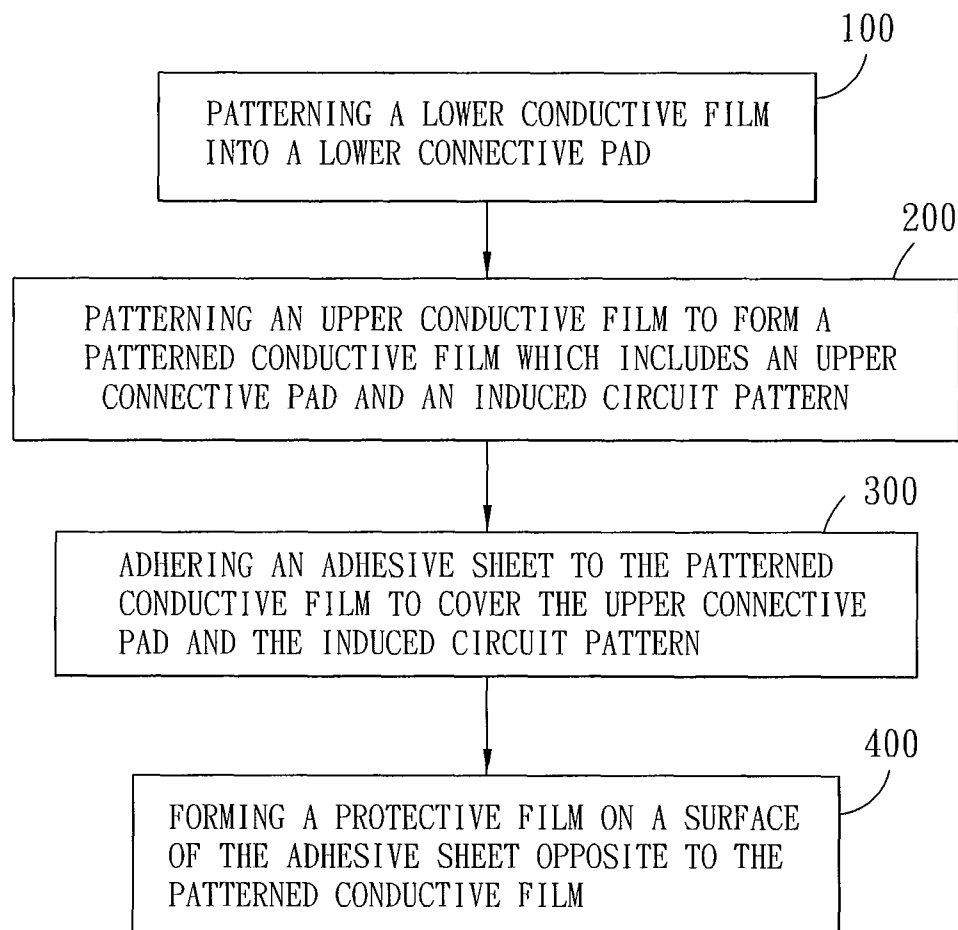 100
PATTERNING A LOWER CONDUCTIVE FILM
INTO A LOWER CONNECTIVE PAD
200
PATTERNING AN UPPER CONDUCTIVE FILM TO FORM A
PATTERNED CONDUCTIVE FILM WHICH INCLUDES AN UPPER
CONNECTIVE PAD AND AN INDUCED CIRCUIT PATTERN
300
ADHERING AN ADHESIVE SHEET TO THE PATTERNED
CONDUCTIVE FILM TO COVER THE UPPER CONNECTIVE
PAD AND THE INDUCED CIRCUIT PATTERN
400
FORMING A PROTECTIVE FILM ON A SURFACE
OF THE ADHESIVE SHEET OPPOSITE TO THE
PATTERNED CONDUCTIVE FILM